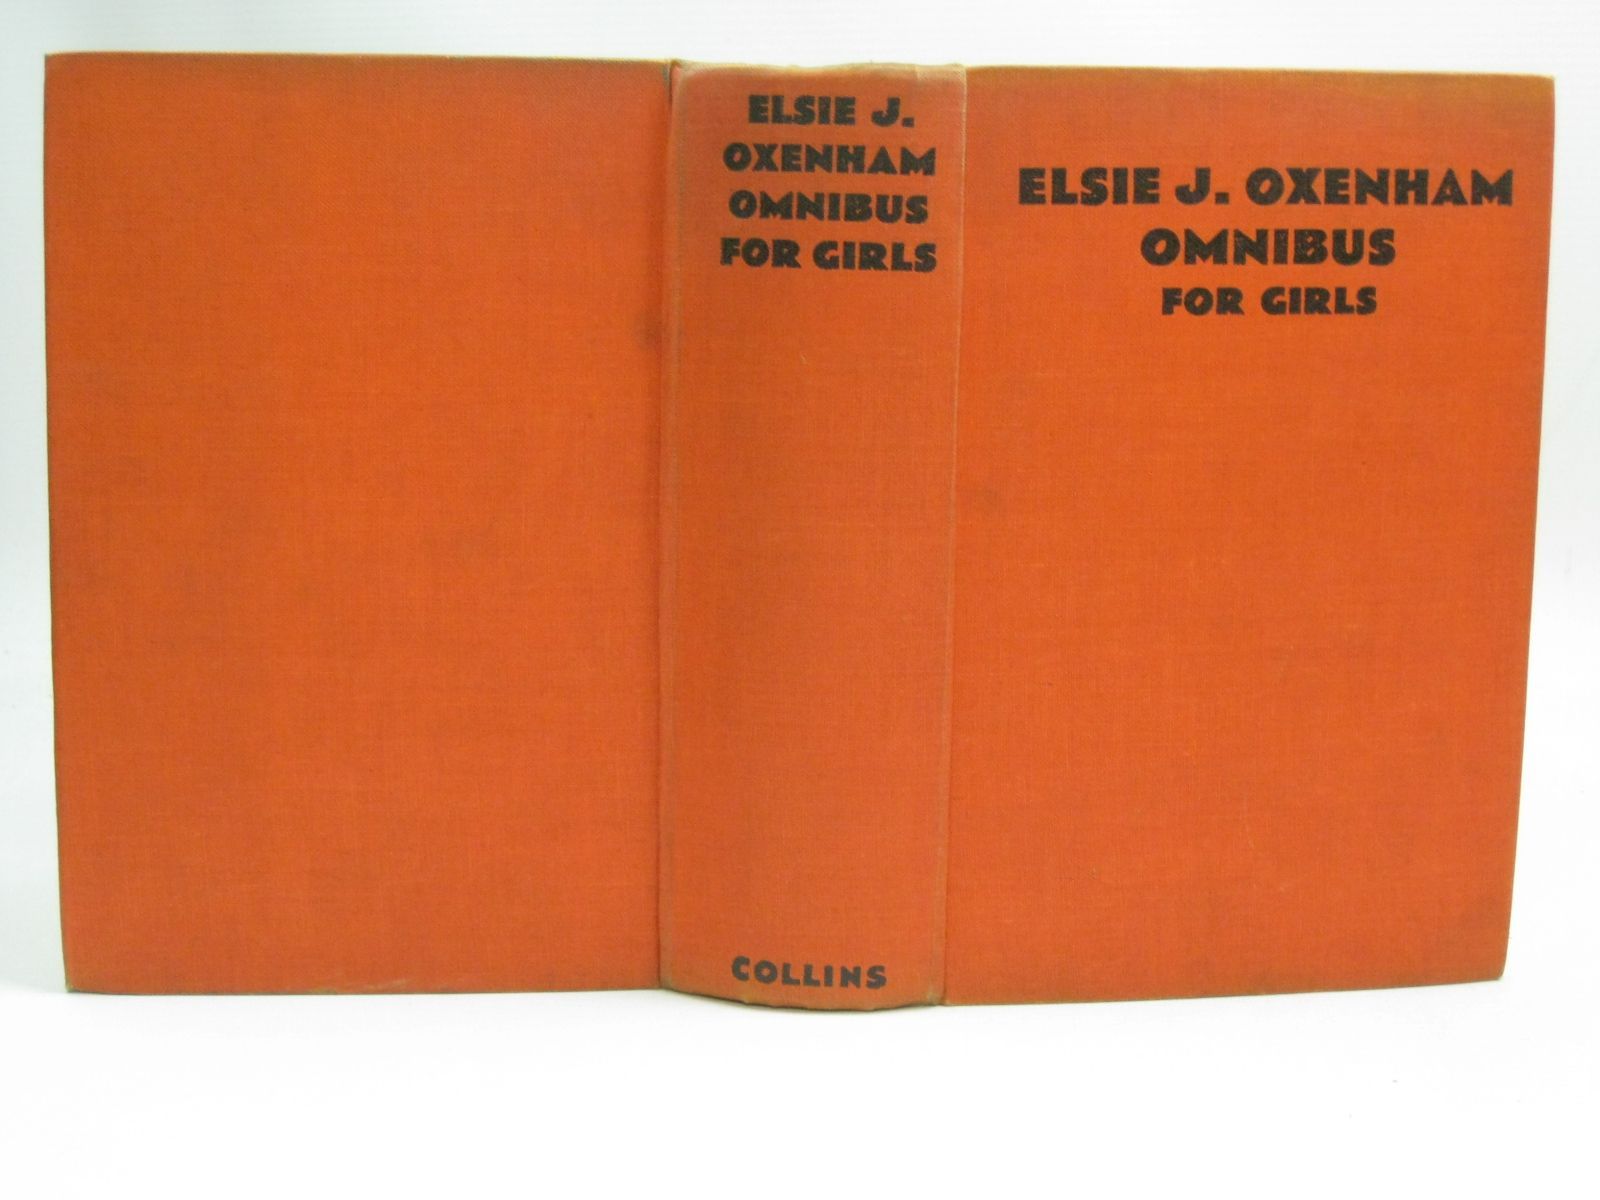 ELSIE J.
OXENHAM
OMNIBUS
FOR GIRLS
COLLINS
ELSIE J. OXENHAM
OMNIBUS
FOR GIRLS